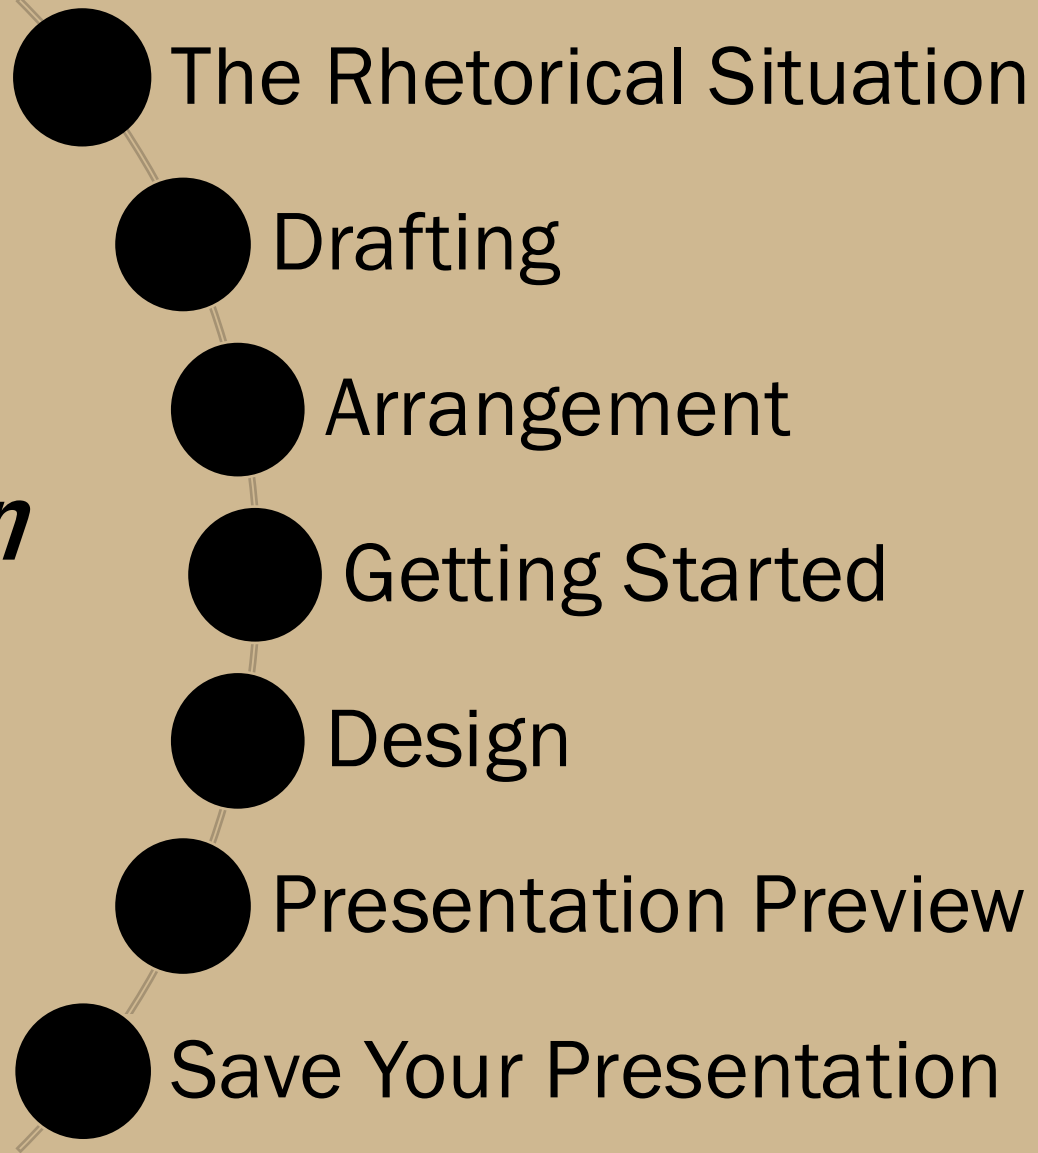 The Rhetorical Situation
Drafting
Arrangement
n
Getting Started
Design
Presentation Preview
Save Your Presentation